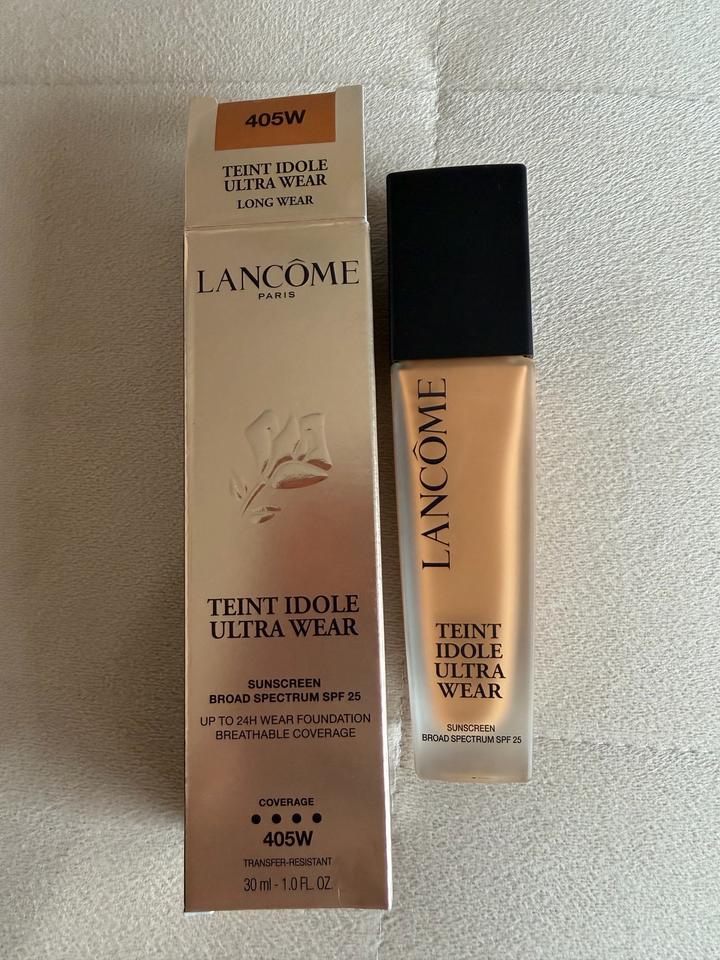 405W
TEINT IDOLE
ULTRA WEAR
LONG WEAR
LANCÔME
PARIS
TEINT IDOLE
ULTRA WEAR
SUNSCREEN
BROAD SPECTRUM SPF 25
UP TO 24H WEAR FOUNDATION
BREATHABLE COVERAGE
COVERAGE
405W
TRANSFER-RESISTANT
30 ml - 1.0 FL. OZ.
LANCÔME
TEINT
IDOLE
ULTRA
WEAR
SUNSCREEN
BROAD SPECTRUM SPF 25